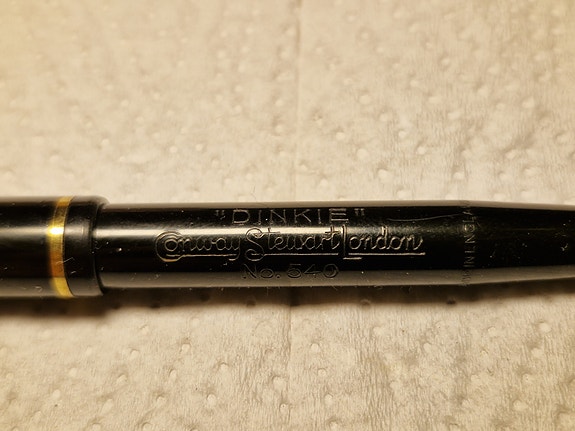 "DINKIE"
Conway Stewart London
No. 540